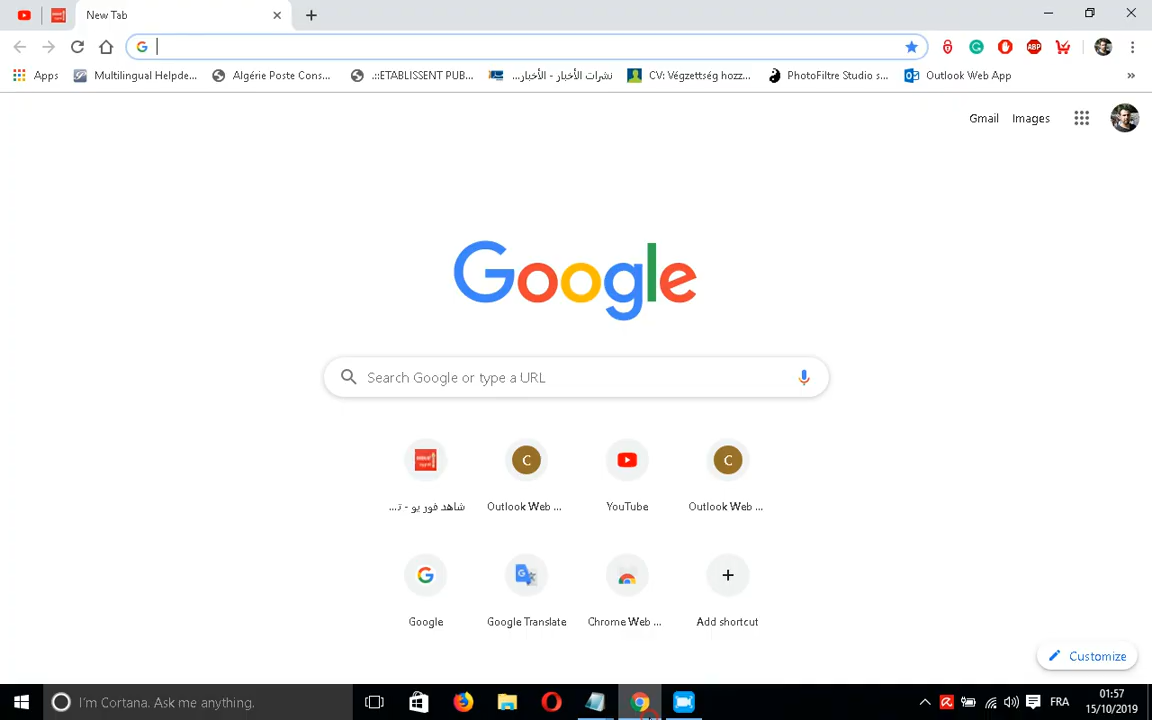 New Tab
Apps
Multilingual Helpde...
Algérie Poste Cons...
.::ETABLISSENT PUB...
نشرات الأخبار - الأخبار...
CV: Végzettség hozz...
PhotoFiltre Studio s...
Outlook Web App
»
Gmail
Images
Google
Search Google or type a URL
شاهد فور يو - ت...
Outlook Web ...
YouTube
Outlook Web ...
Google
Google Translate
Chrome Web ...
Add shortcut
Customize
I'm Cortana. Ask me anything.
FRA
01:57
15/10/2019
ABP
C
C